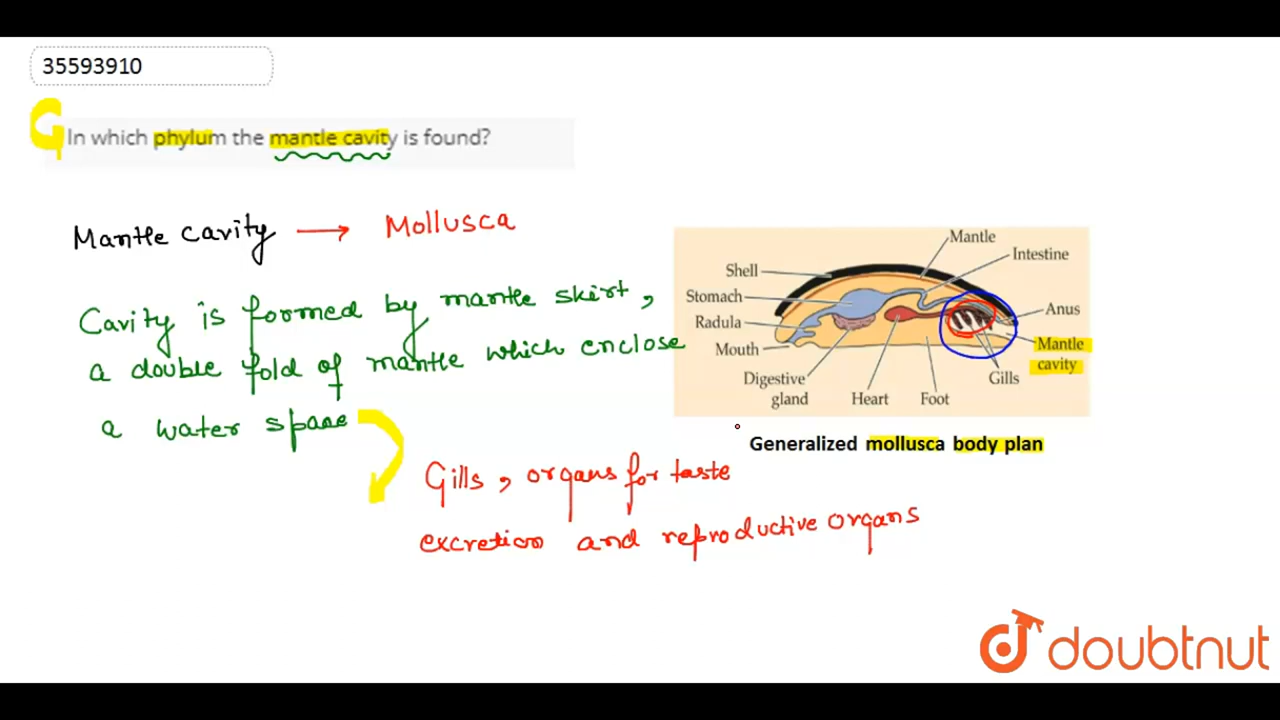 35593910
In which phylum the mantle cavity is found?
Mantle cavity → Mollusca
Cavity is formed by mantle skirt,
a double fold of mantle which enclose
a water space
Gills, organs for taste
excretion and reproductive organs
Mantle
Intestine
Shell
Stomach
Anus
Radula
Mouth
Mantle
cavity
Gills
Digestive
gland
Heart
Foot
Generalized mollusca body plan
doubtnut